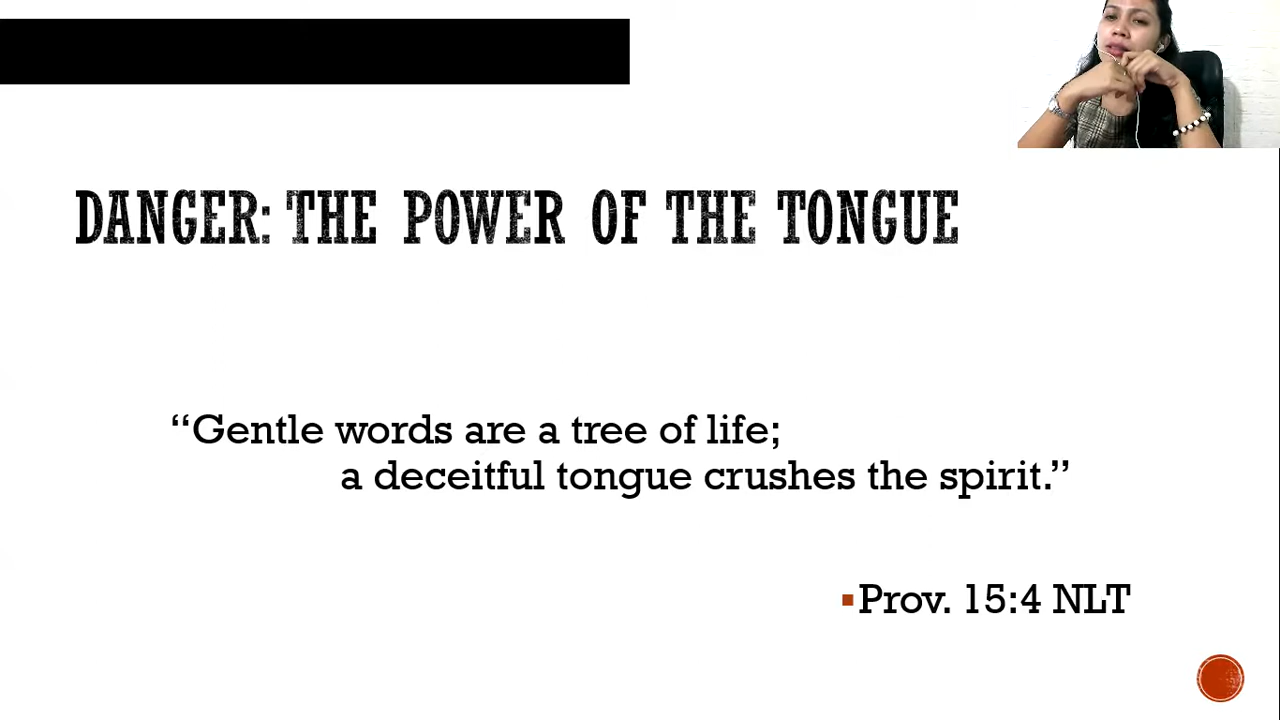 DANGER: THE POWER OF THE TONGUE
“Gentle words are a tree of life;
a deceitful tongue crushes the spirit.”
Prov. 15:4 NLT